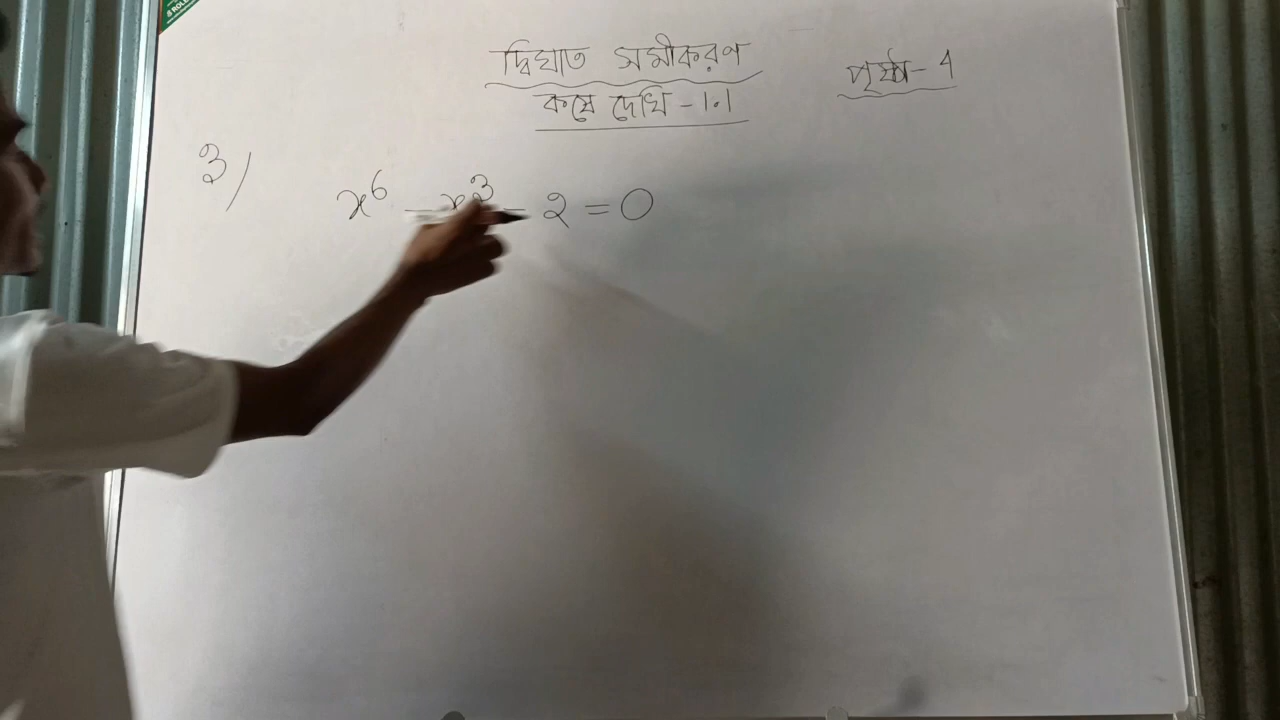 দ্বিঘাত সমীকরণ
পৃষ্ঠা - 4
কষে দেখি - 1.1
3)
x⁶ - x³ - 2 = 0